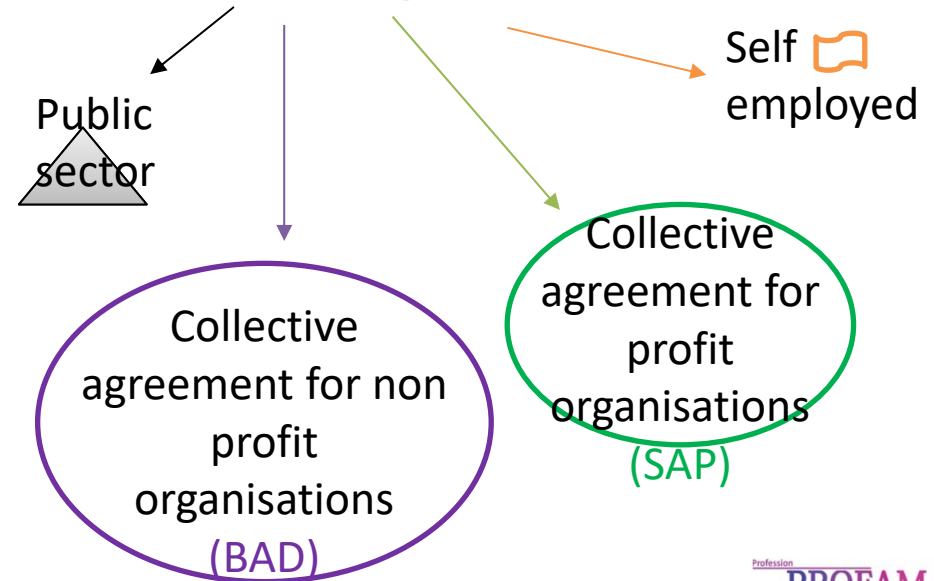 Self
employed
Public
sector
Collective
agreement for
profit
organisations
(SAP)
Collective
agreement for non
profit
organisations
(BAD)
Profession